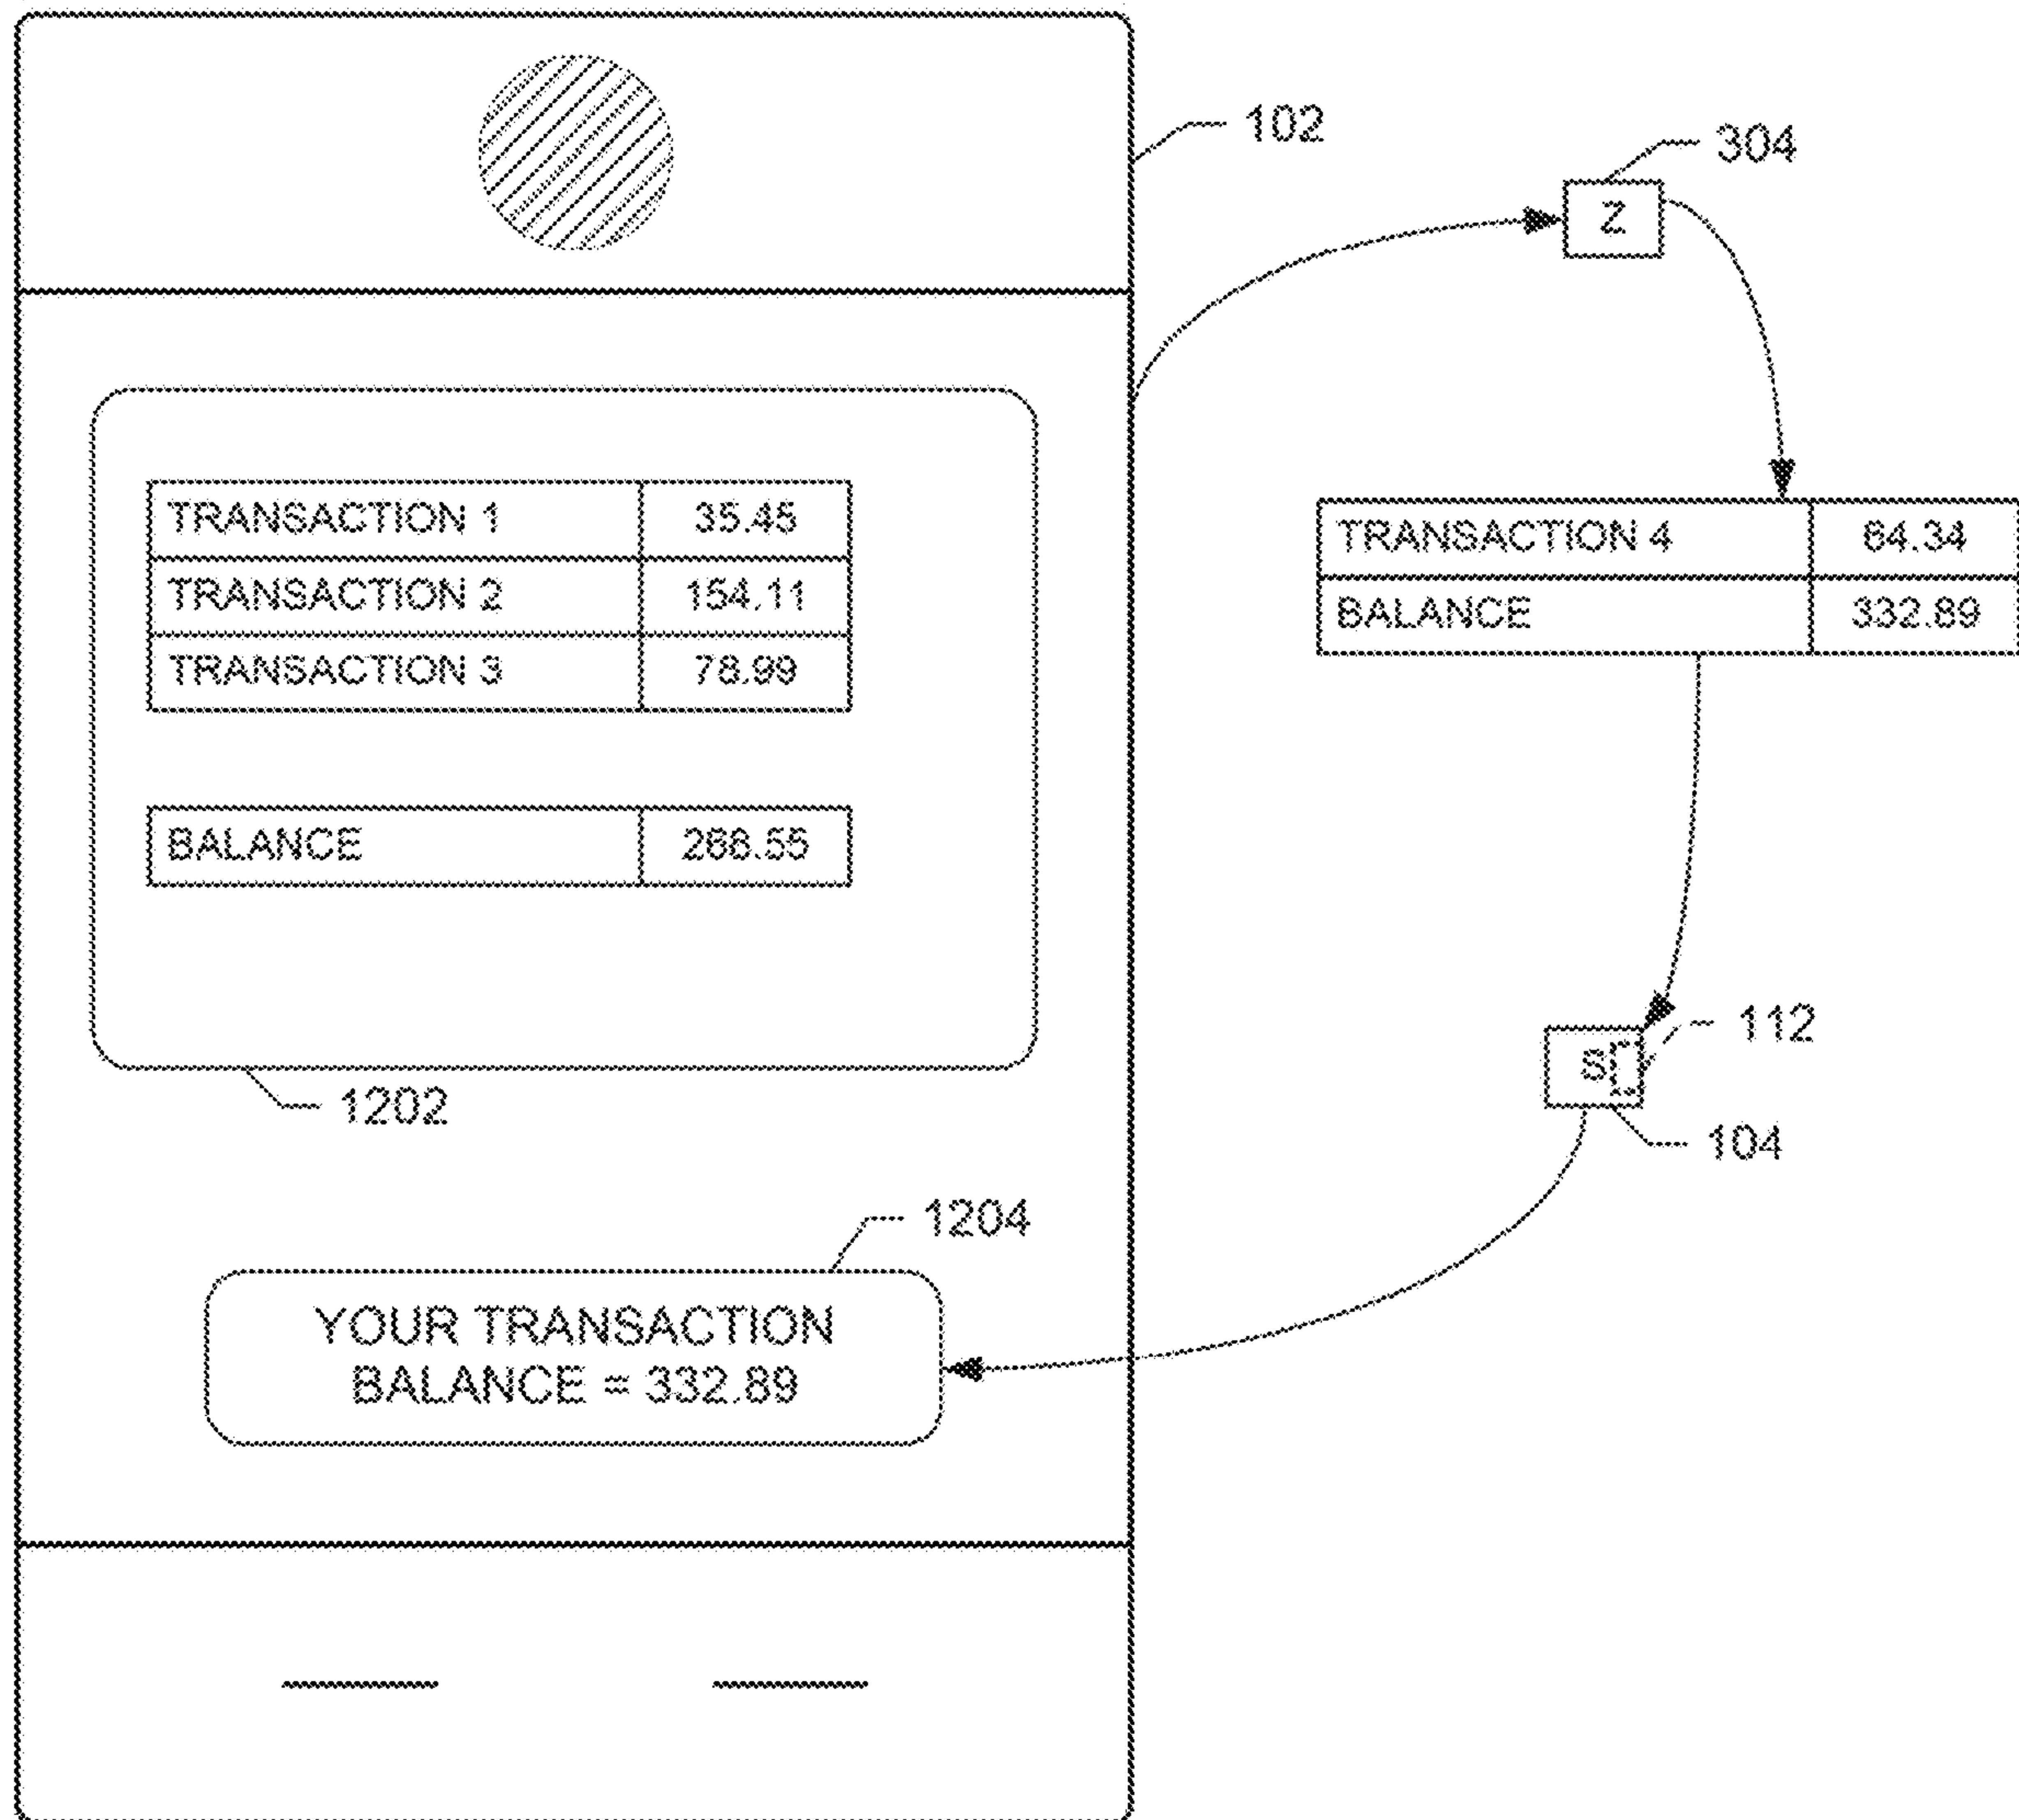 102
304
Z
TRANSACTION 1 35.45
TRANSACTION 2 154.11
TRANSACTION 3 78.99
BALANCE 268.55
TRANSACTION 4 64.34
BALANCE 332.89
112
S
104
1202
1204
YOUR TRANSACTION
BALANCE = 332.89